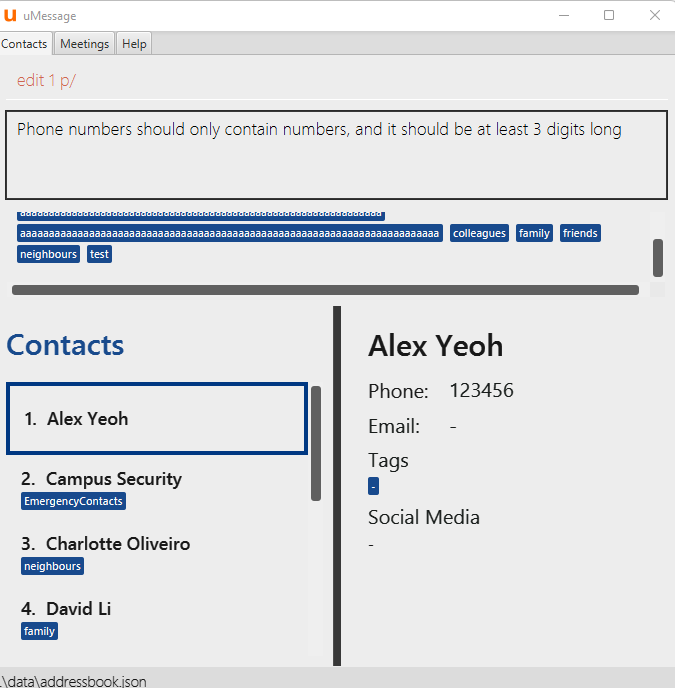 uMessage
Contacts Meetings Help
edit 1 p/
Phone numbers should only contain numbers, and it should be at least 3 digits long
colleagues family friends
neighbours test
Contacts
1. Alex Yeoh
2. Campus Security
EmergencyContacts
3. Charlotte Oliveiro
neighbours
4. David Li
family
Alex Yeoh
Phone: 123456
Email: -
Tags
-
Social Media
-
\data\addressbook.json